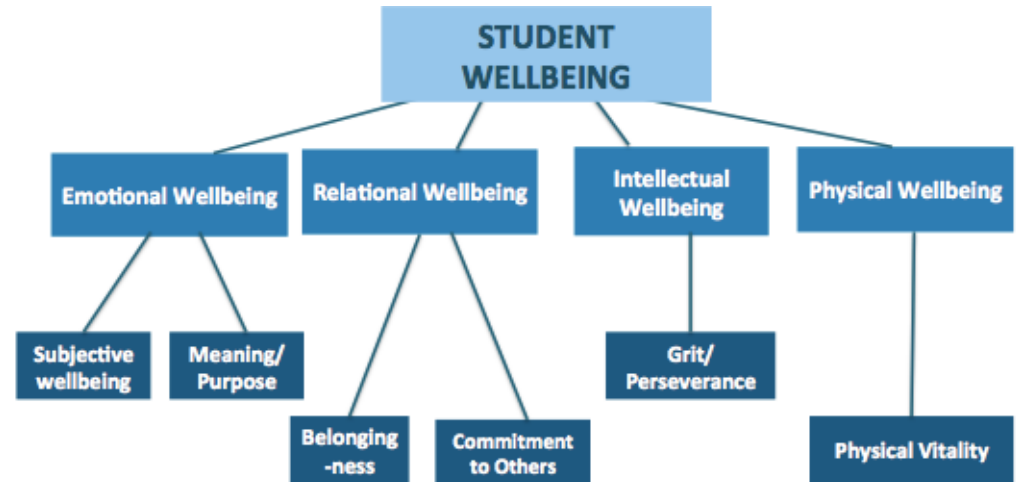 STUDENT
WELLBEING
Emotional Wellbeing
Relational Wellbeing
Intellectual
Wellbeing
Physical Wellbeing
Subjective
wellbeing
Meaning/
Purpose
Grit/
Perseverance
Belonging
-ness
Commitment
to Others
Physical Vitality